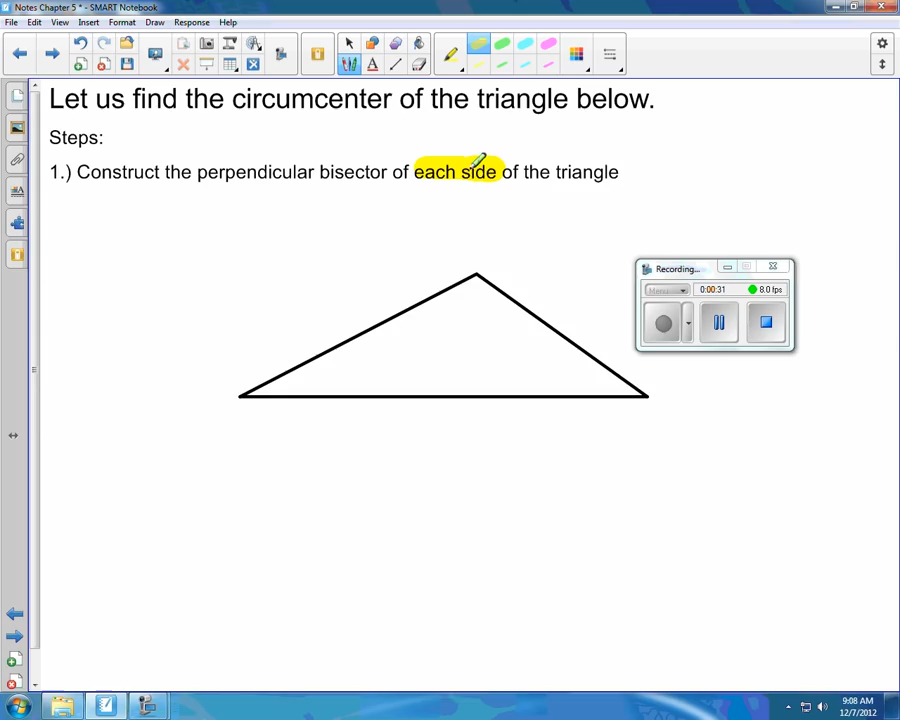 Notes Chapter 5 * - SMART Notebook
File Edit View Insert Format Draw Response Help
Let us find the circumcenter of the triangle below.
Steps:
1.) Construct the perpendicular bisector of each side of the triangle
Recording...
Menu 0:00:31 8.0 fps
9:08 AM
12/7/2012